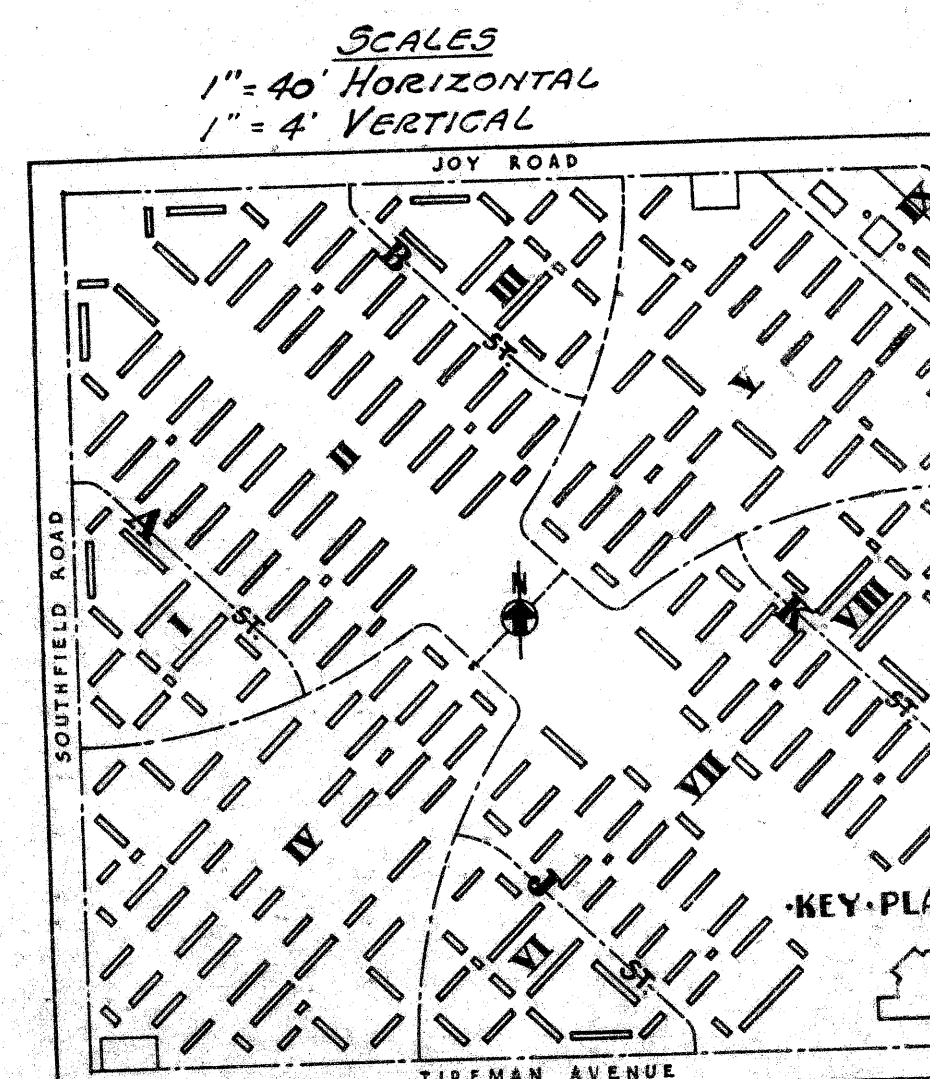 SCALES
1" = 40' HORIZONTAL
1" = 4' VERTICAL
JOY ROAD
IX
B ST.
III
V
II
SOUTHFIELD ROAD
A ST.
I
N
K ST.
VIII
VII
IV
J ST.
VI
·KEY·PLA
TIREMAN AVENUE